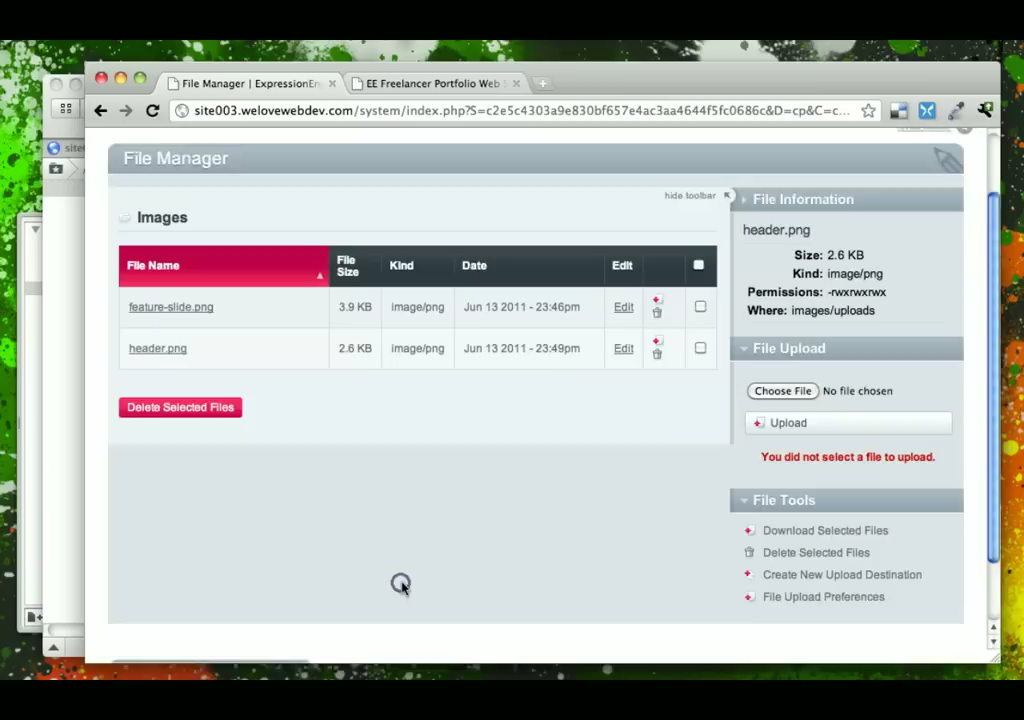 File Manager | ExpressionEn
EE Freelancer Portfolio Web
site003.welovewebdev.com/system/index.php?S=c2e5c4303a9e830bf657e4ac3aa4644f5fc0686c&D=cp&C=c...
site
File Manager
hide toolbar
Images
File Name
File Size
Kind
Date
Edit
feature-slide.png 3.9 KB image/png Jun 13 2011 - 23:46pm Edit
header.png 2.6 KB image/png Jun 13 2011 - 23:49pm Edit
Delete Selected Files
File Information
header.png
Size: 2.6 KB
Kind: image/png
Permissions: -rwxrwxrwx
Where: images/uploads
File Upload
Choose File No file chosen
Upload
You did not select a file to upload.
File Tools
Download Selected Files
Delete Selected Files
Create New Upload Destination
File Upload Preferences